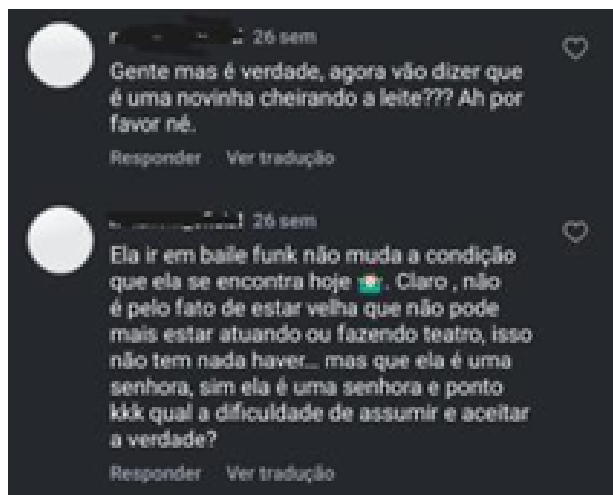 26 sem
Gente mas é verdade, agora vão dizer que
é uma novinha cheirando a leite??? Ah por
favor né.
Responder Ver tradução
26 sem
Ela ir em baile funk não muda a condição
que ela se encontra hoje. Claro , não
é pelo fato de estar velha que não pode
mais estar atuando ou fazendo teatro, isso
não tem nada haver... mas que ela é uma
senhora, sim ela é uma senhora e ponto
kkk qual a dificuldade de assumir e aceitar
a verdade?
Responder Ver tradução